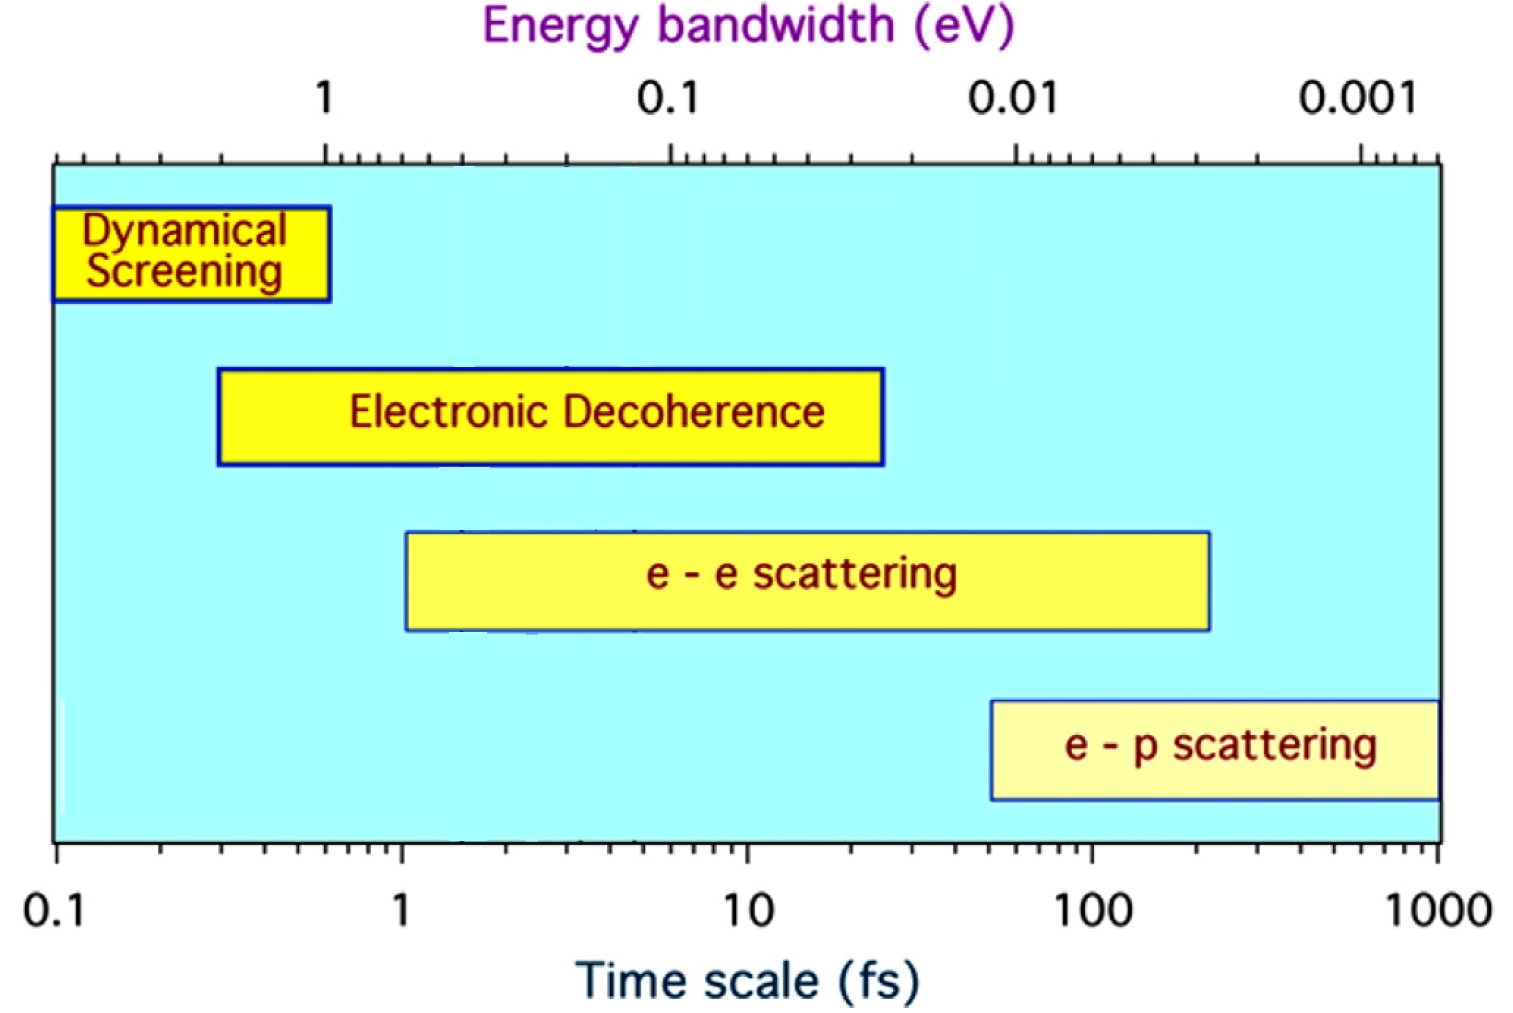 Energy bandwidth (eV)
1 0.1 0.01 0.001
Dynamical
Screening
Electronic Decoherence
e - e scattering
e - p scattering
0.1 1 10 100 1000
Time scale (fs)